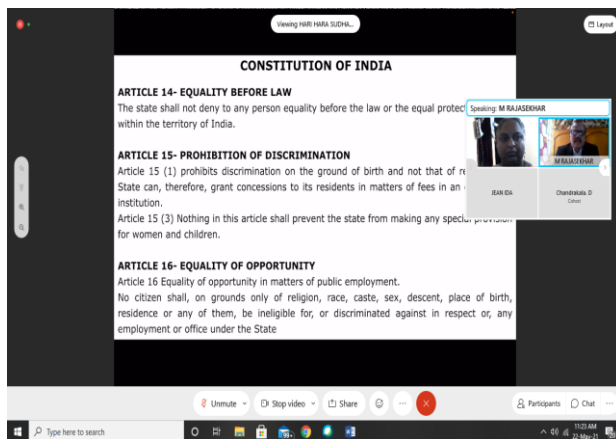 Viewing HARI HARA SUDHA...
Layout
CONSTITUTION OF INDIA
ARTICLE 14- EQUALITY BEFORE LAW
The state shall not deny to any person equality before the law or the equal protect
within the territory of India.
Speaking: M RAJASEKHAR
M RAJASEKHAR
JEAN IDA
Chandrakala. D
Cohost
ARTICLE 15- PROHIBITION OF DISCRIMINATION
Article 15 (1) prohibits discrimination on the ground of birth and not that of re
State can, therefore, grant concessions to its residents in matters of fees in an
institution.
Article 15 (3) Nothing in this article shall prevent the state from making any special provision
for women and children.
ARTICLE 16- EQUALITY OF OPPORTUNITY
Article 16 Equality of opportunity in matters of public employment.
No citizen shall, on grounds only of religion, race, caste, sex, descent, place of birth,
residence or any of them, be ineligible for, or discriminated against in respect or, any
employment or office under the State
Unmute
Stop video
Share
Participants
Chat
Type here to search
99+
11:23 AM
22-May-21